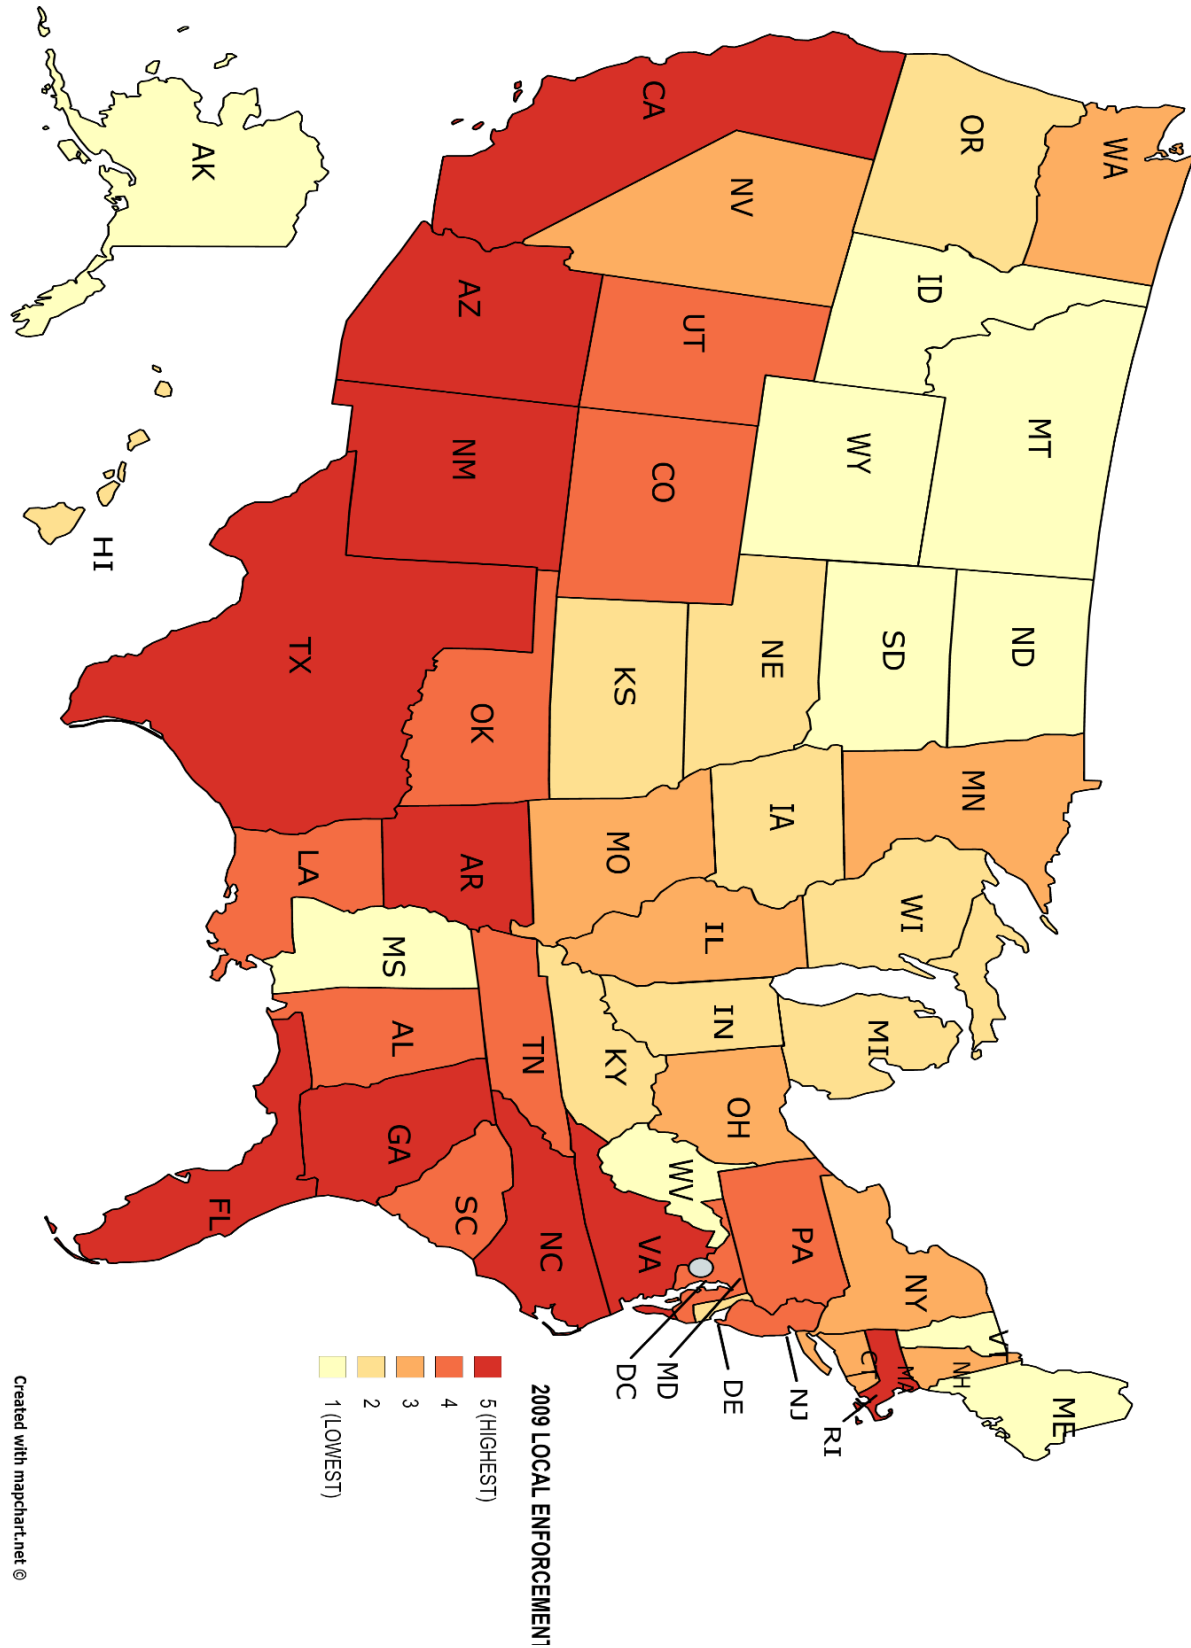 WA
OR
CA
NV
ID
MT
WY
UT
AZ
CO
NM
ND
SD
NE
KS
OK
TX
MN
IA
MO
AR
LA
WI
IL
MS
MI
IN
KY
TN
AL
OH
WV
VA
NC
SC
GA
FL
PA
NY
VT
NH
ME
MA
CT
RI
NJ
DE
MD
DC
AK
HI
2009 LOCAL ENFORCEMENT
5 (HIGHEST)
4
3
2
1 (LOWEST)
Created with mapchart.net ©